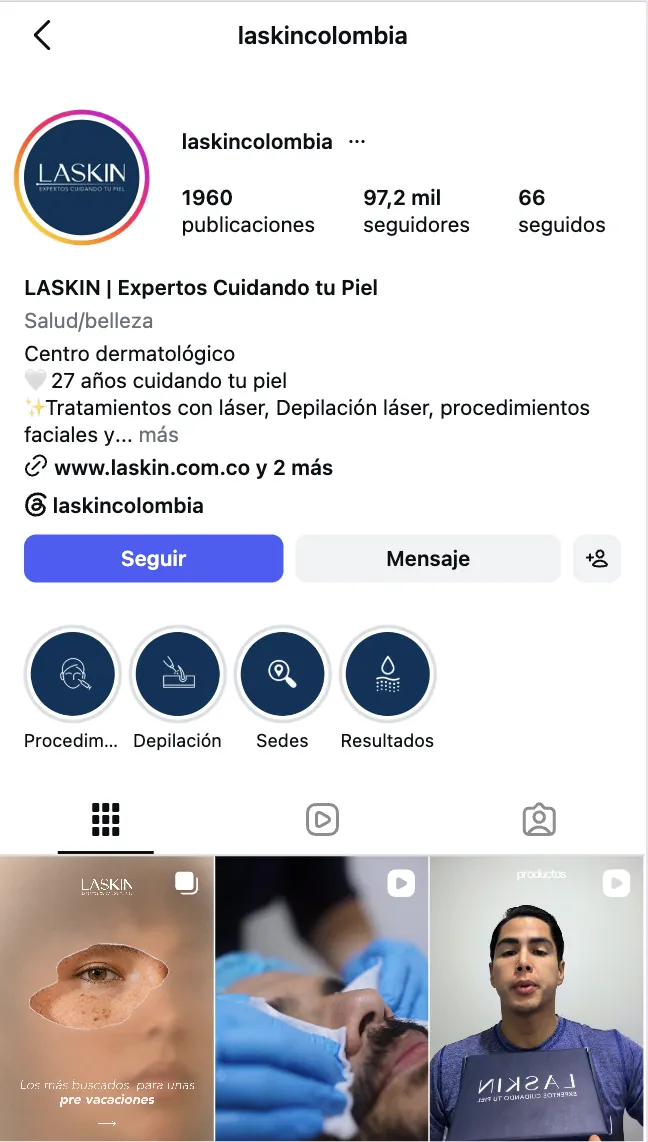 laskincolombia
LASKIN
EXPERTOS CUIDANDO TU PIEL
laskincolombia ...
1960
publicaciones
97,2 mil
seguidores
66
seguidos
LASKIN | Expertos Cuidando tu Piel
Salud/belleza
Centro dermatológico
🤍 27 años cuidando tu piel
✨Tratamientos con láser, Depilación láser, procedimientos
faciales y... más
www.laskin.com.co y 2 más
laskincolombia
Seguir
Mensaje
Procedim...
Depilación
Sedes
Resultados
LASKIN
Los más buscados para unas
pre vacaciones
productos
LASKIN
EXPERTOS CUIDANDO TU PIEL